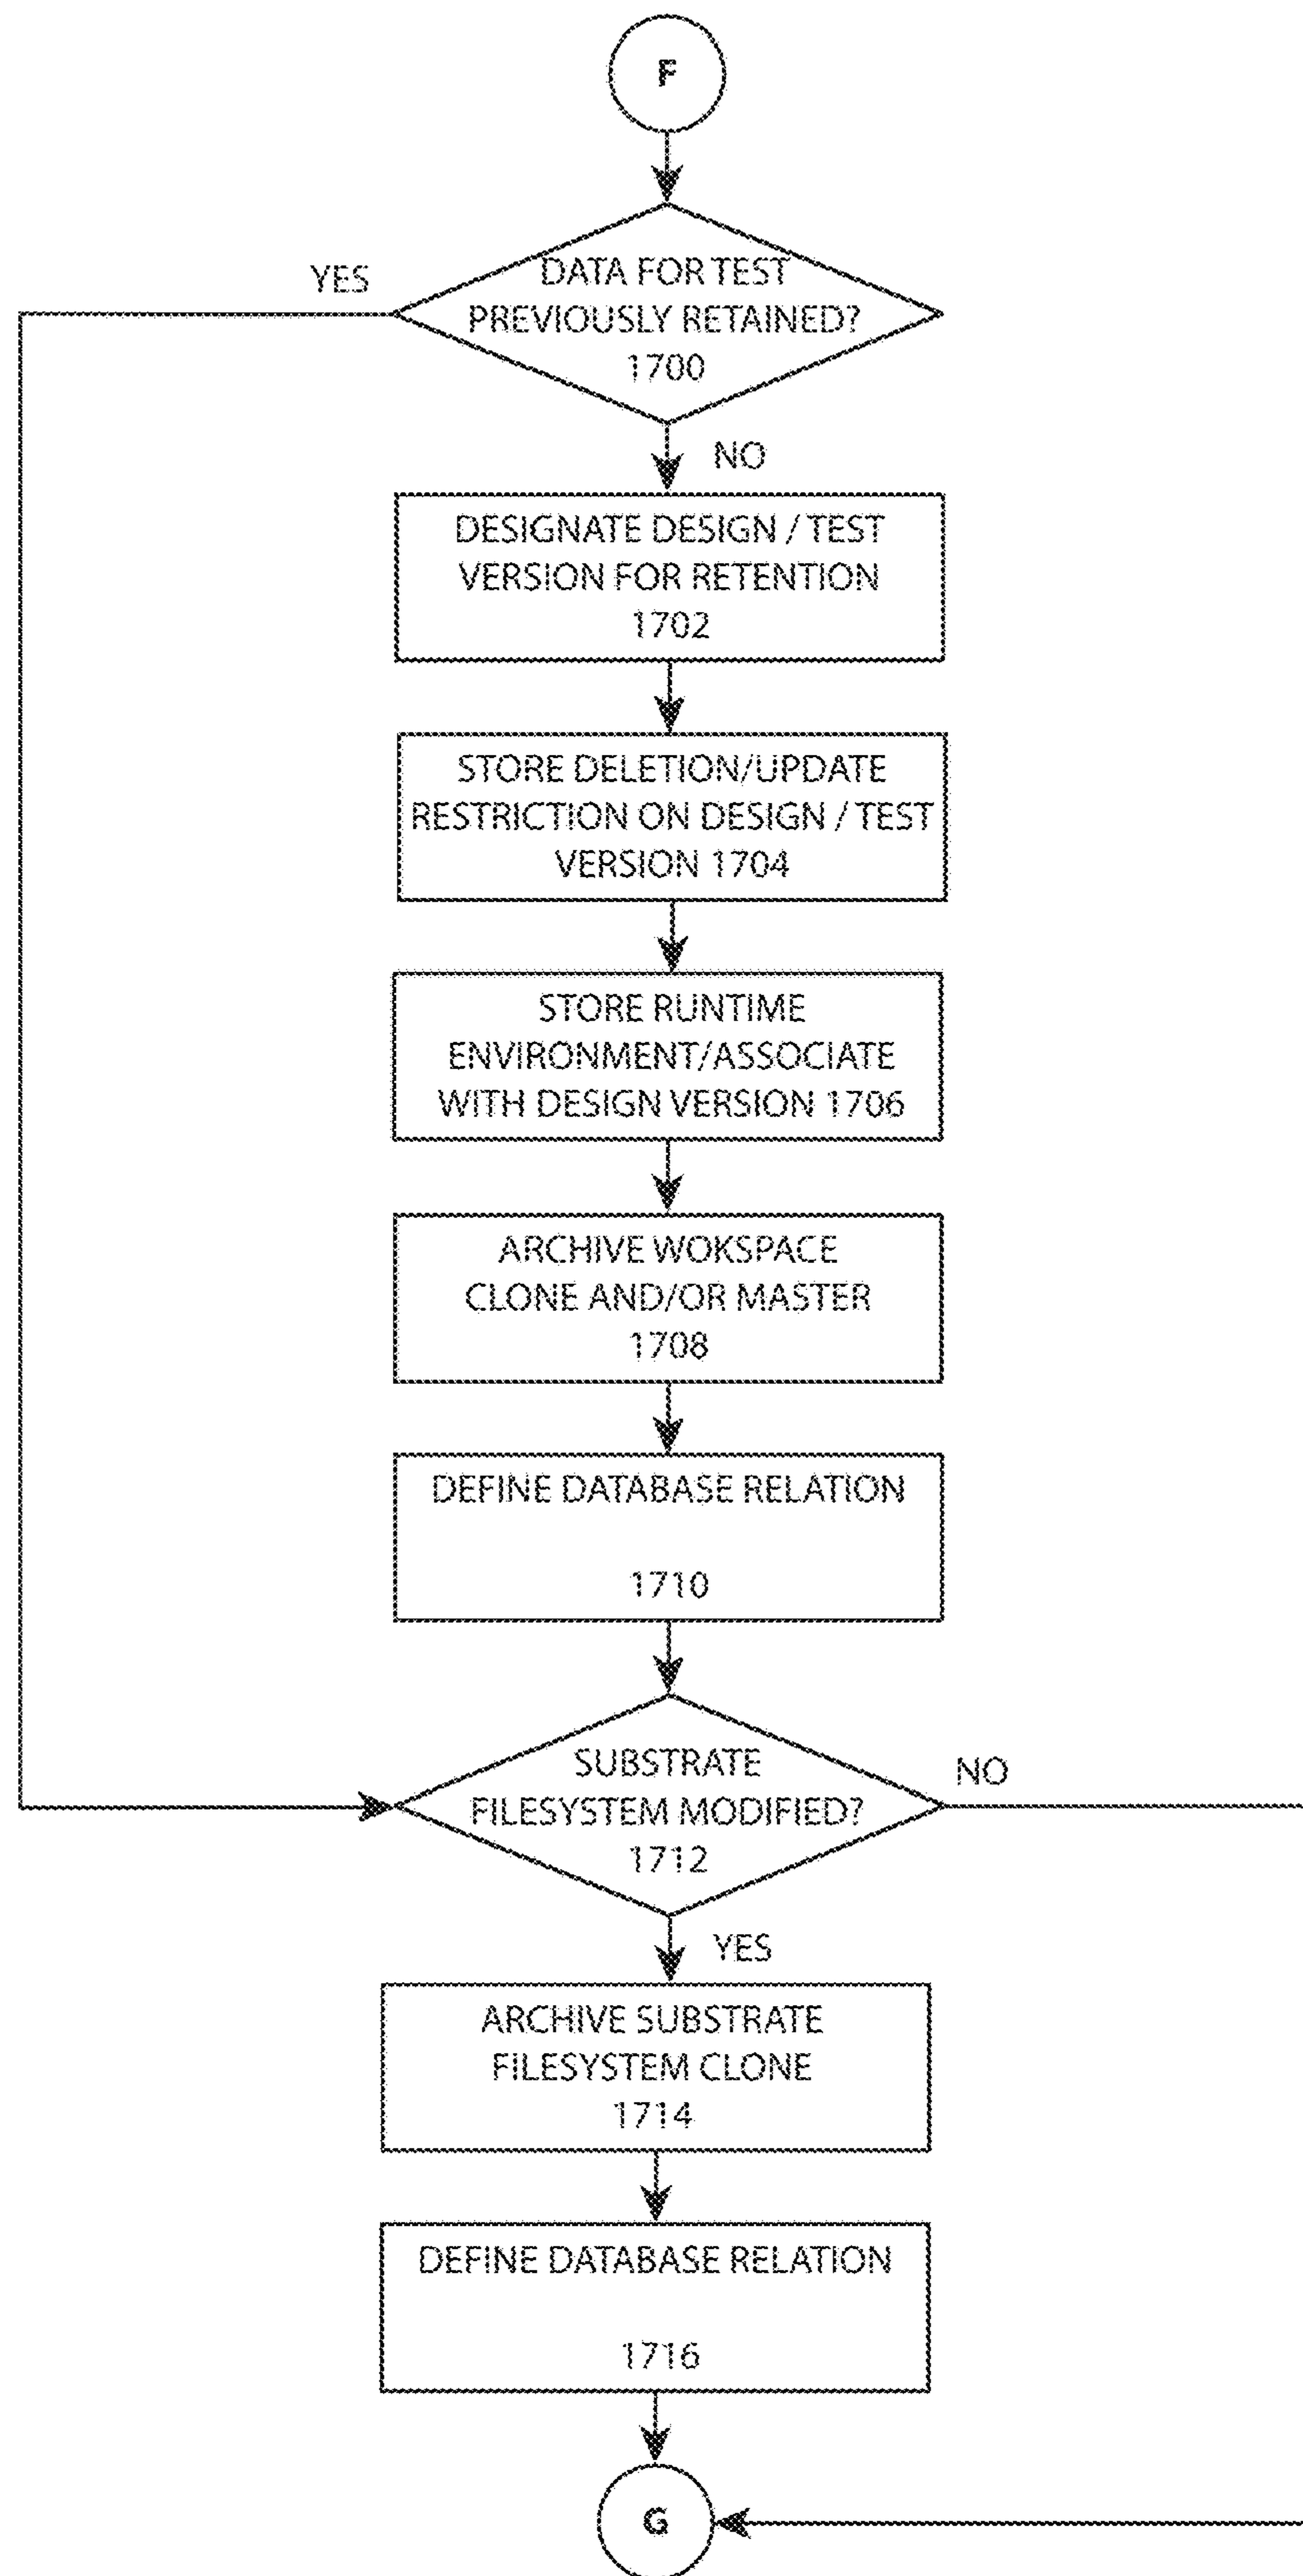 F
DATA FOR TEST
PREVIOUSLY RETAINED?
1700
YES
NO
DESIGNATE DESIGN / TEST
VERSION FOR RETENTION
1702
STORE DELETION/UPDATE
RESTRICTION ON DESIGN / TEST
VERSION 1704
STORE RUNTIME
ENVIRONMENT/ASSOCIATE
WITH DESIGN VERSION 1706
ARCHIVE WOKSPACE
CLONE AND/OR MASTER
1708
DEFINE DATABASE RELATION
1710
SUBSTRATE
FILESYSTEM MODIFIED?
1712
NO
YES
ARCHIVE SUBSTRATE
FILESYSTEM CLONE
1714
DEFINE DATABASE RELATION
1716
G